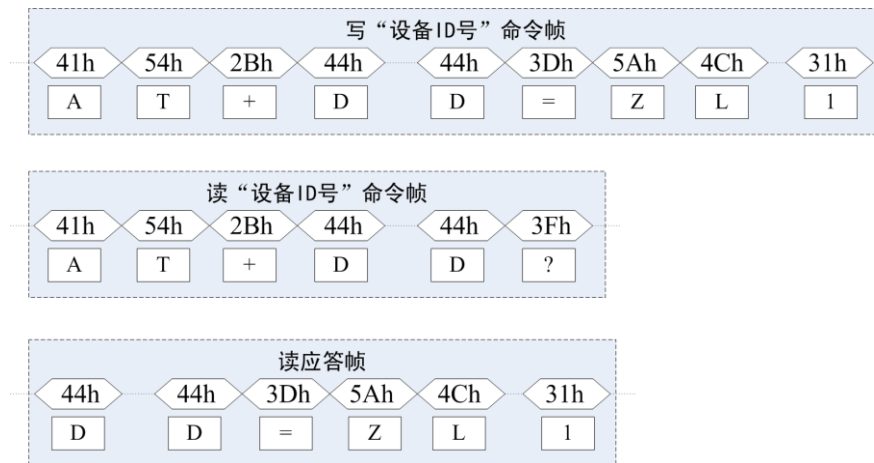 写“设备ID号”命令帧
41h 54h 2Bh 44h 44h 3Dh 5Ah 4Ch 31h
A T + D D = Z L 1
读“设备ID号”命令帧
41h 54h 2Bh 44h 44h 3Fh
A T + D D ?
读应答帧
44h 44h 3Dh 5Ah 4Ch 31h
D D = Z L 1